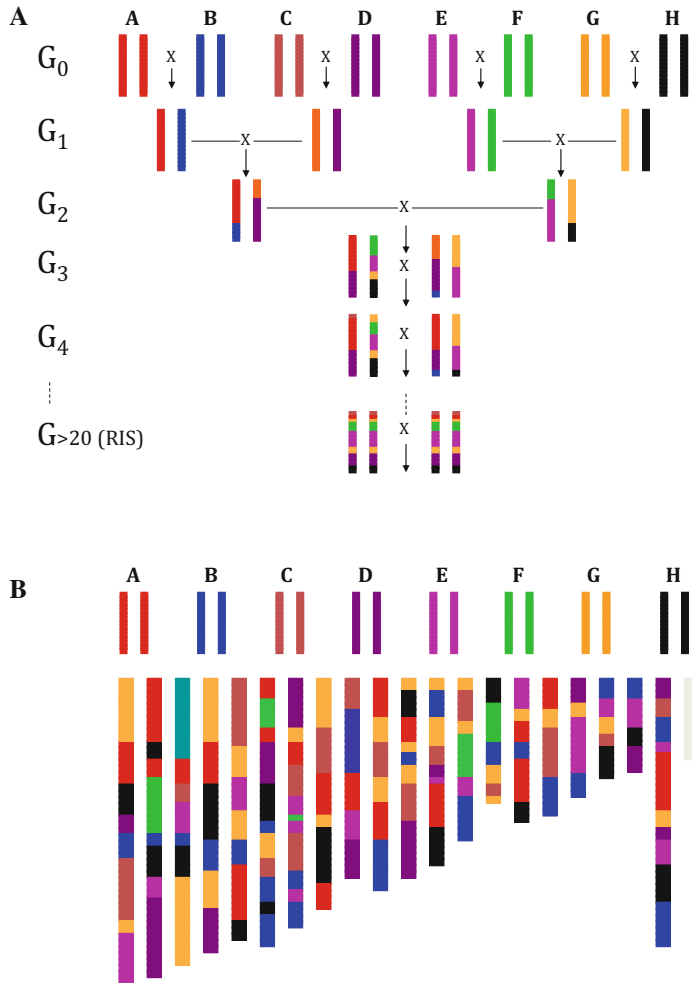 A
A B C D E F G H
G0 X X X X
G1 X X
G2 X
G3 X
G4 X
G>20 (RIS) X
B
A B C D E F G H